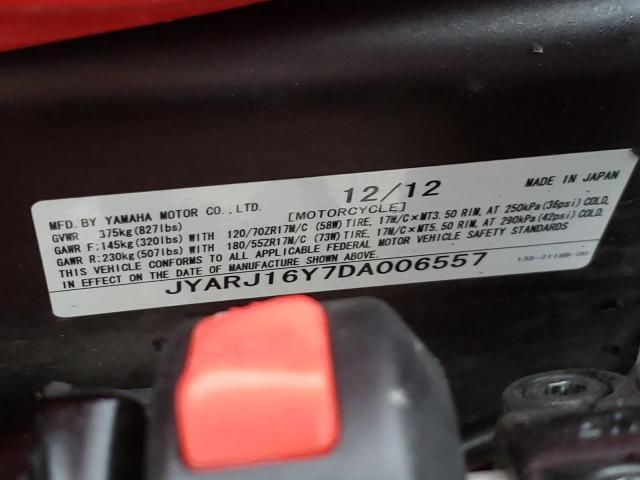 12/12 MADE IN JAPAN
MFD. BY YAMAHA MOTOR CO.,LTD. [MOTORCYCLE]
GVWR 375kg(827lbs)
GAWR F:145kg(320lbs)WITH 120/70ZR17M/C (58W) TIRE, 17M/C×MT3.50 RIM, AT 250kPa(36psi)COLD.
GAWR R:230kg(507lbs)WITH 180/55ZR17M/C (73W) TIRE, 17M/C×MT5.50 RIM, AT 290kPa(42psi)COLD.
THIS VEHICLE CONFORMS TO ALL APPLICABLE FEDERAL MOTOR VEHICLE SAFETY STANDARDS
IN EFFECT ON THE DATE OF MANUFACTURE SHOWN ABOVE.
JYARJ16Y7DA006557